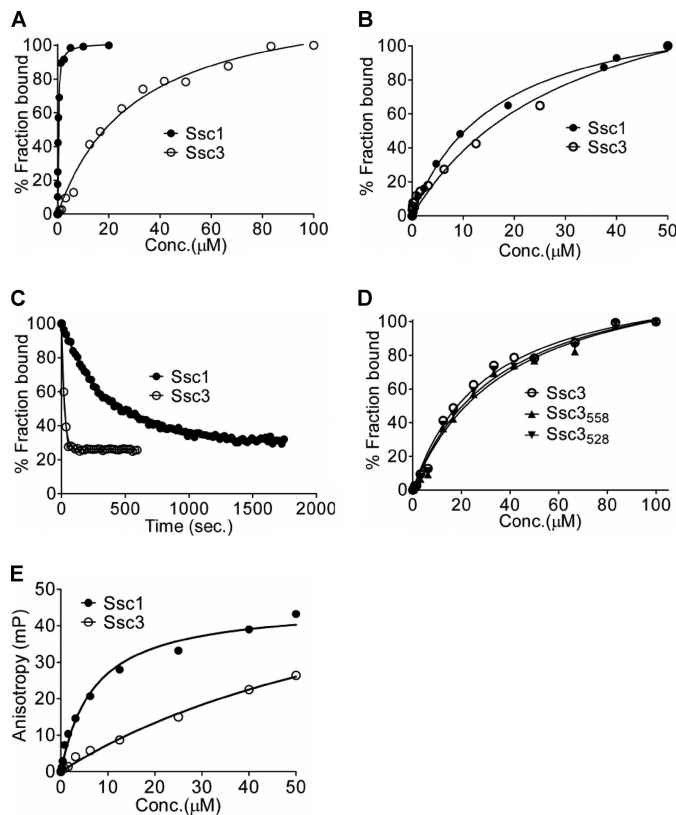 A
% Fraction bound
100
80
60
40
20
0
Ssc1
Ssc3
0 20 40 60 80 100
Conc.(μM)
B
% Fraction bound
100
80
60
40
20
0
Ssc1
Ssc3
0 10 20 30 40 50
Conc.(μM)
C
% Fraction bound
100
80
60
40
20
0
Ssc1
Ssc3
0 500 1000 1500 2000
Time (sec.)
D
% Fraction bound
100
80
60
40
20
0
Ssc3
Ssc3558
Ssc3528
0 20 40 60 80 100
Conc.(μM)
E
Anisotropy (mP)
50
40
30
20
10
0
Ssc1
Ssc3
0 10 20 30 40 50
Conc.(μM)